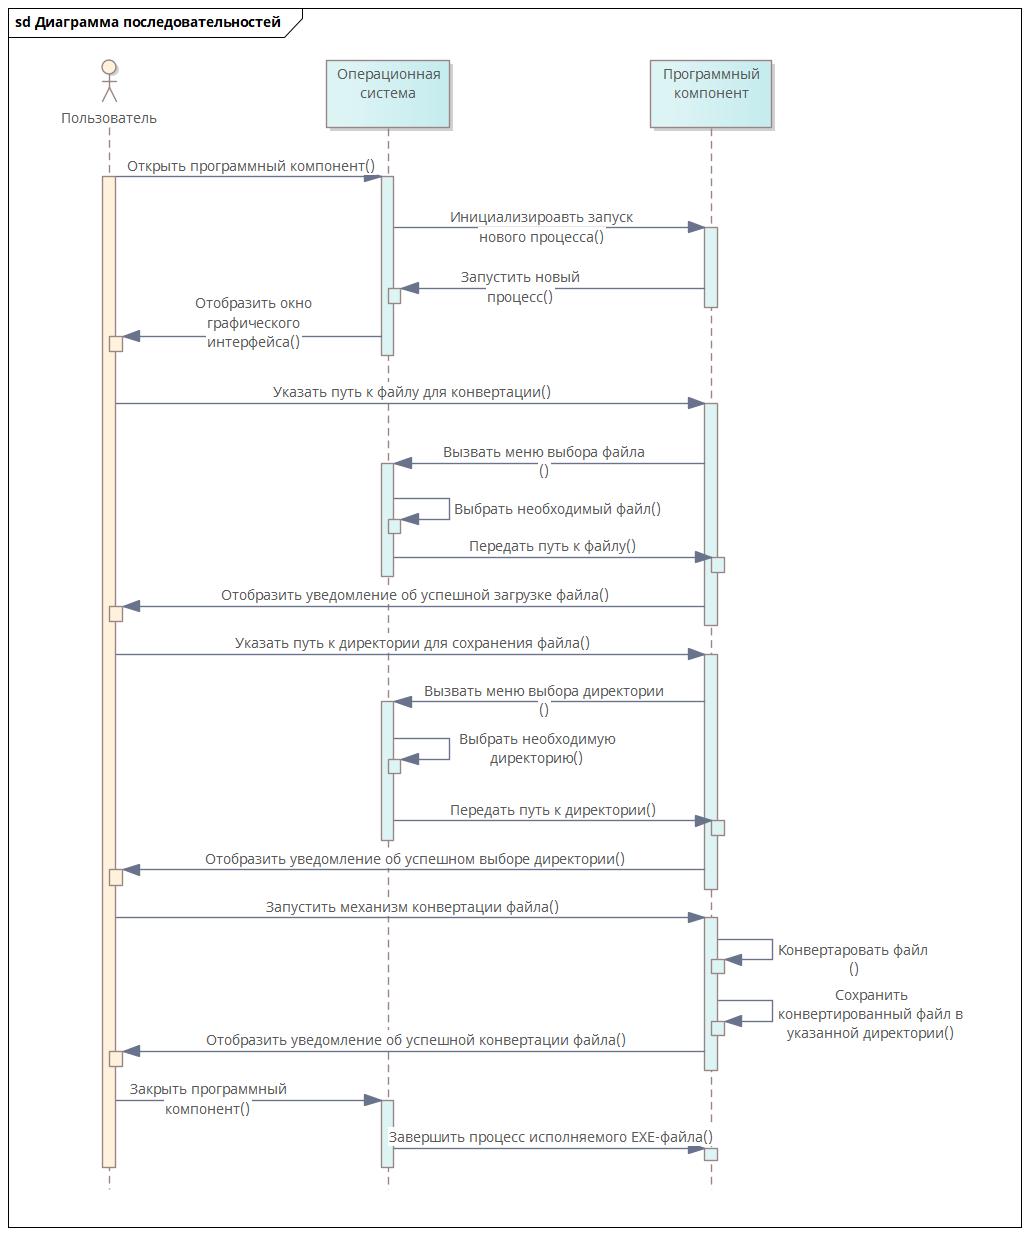 sd Диаграмма последовательностей
Пользователь
Операционная
система
Программный
компонент
Открыть программный компонент()
Инициализироавть запуск
нового процесса()
Запустить новый
процесс()
Отобразить окно
графического
интерфейса()
Указать путь к файлу для конвертации()
Вызвать меню выбора файла
()
Выбрать необходимый файл()
Передать путь к файлу()
Отобразить уведомление об успешной загрузке файла()
Указать путь к директории для сохранения файла()
Вызвать меню выбора директории
()
Выбрать необходимую
директорию()
Передать путь к директории()
Отобразить уведомление об успешном выборе директории()
Запустить механизм конвертации файла()
Конвертаровать файл
()
Сохранить
конвертированный файл в
указанной директории()
Отобразить уведомление об успешной конвертации файла()
Закрыть программный
компонент()
Завершить процесс исполняемого EXE-файла()